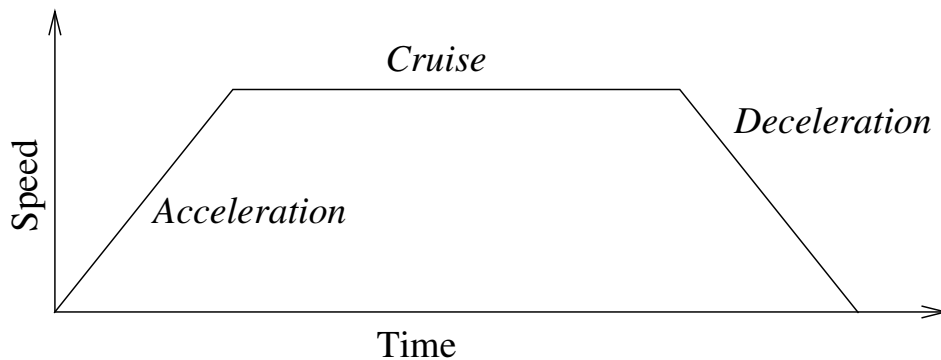 Cruise
Deceleration
Speed
Acceleration
Time